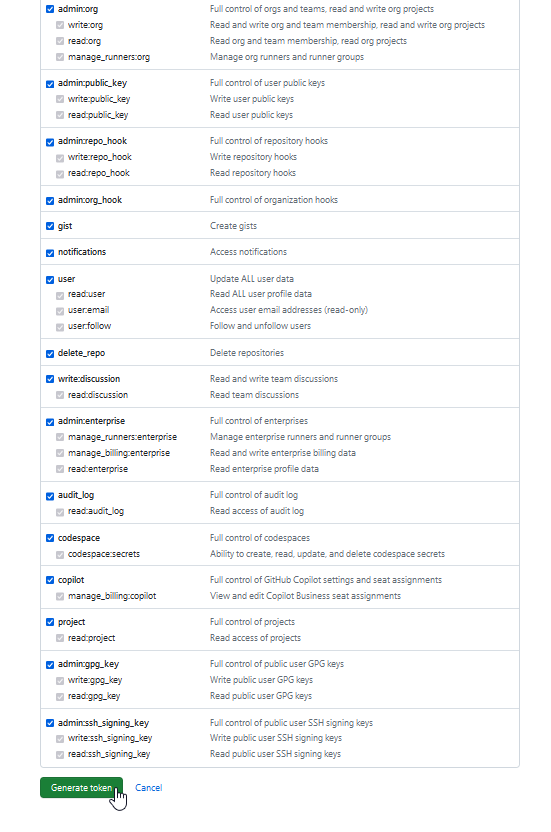 admin:org Full control of orgs and teams, read and write org projects
write:org Read and write org and team membership, read and write org projects
read:org Read org and team membership, read org projects
manage_runners:org Manage org runners and runner groups
admin:public_key Full control of user public keys
write:public_key Write user public keys
read:public_key Read user public keys
admin:repo_hook Full control of repository hooks
write:repo_hook Write repository hooks
read:repo_hook Read repository hooks
admin:org_hook Full control of organization hooks
gist Create gists
notifications Access notifications
user Update ALL user data
read:user Read ALL user profile data
user:email Access user email addresses (read-only)
user:follow Follow and unfollow users
delete_repo Delete repositories
write:discussion Read and write team discussions
read:discussion Read team discussions
admin:enterprise Full control of enterprises
manage_runners:enterprise Manage enterprise runners and runner groups
manage_billing:enterprise Read and write enterprise billing data
read:enterprise Read enterprise profile data
audit_log Full control of audit log
read:audit_log Read access of audit log
codespace Full control of codespaces
codespace:secrets Ability to create, read, update, and delete codespace secrets
copilot Full control of GitHub Copilot settings and seat assignments
manage_billing:copilot View and edit Copilot Business seat assignments
project Full control of projects
read:project Read access of projects
admin:gpg_key Full control of public user GPG keys
write:gpg_key Write public user GPG keys
read:gpg_key Read public user GPG keys
admin:ssh_signing_key Full control of public user SSH signing keys
write:ssh_signing_key Write public user SSH signing keys
read:ssh_signing_key Read public user SSH signing keys
Generate token Cancel